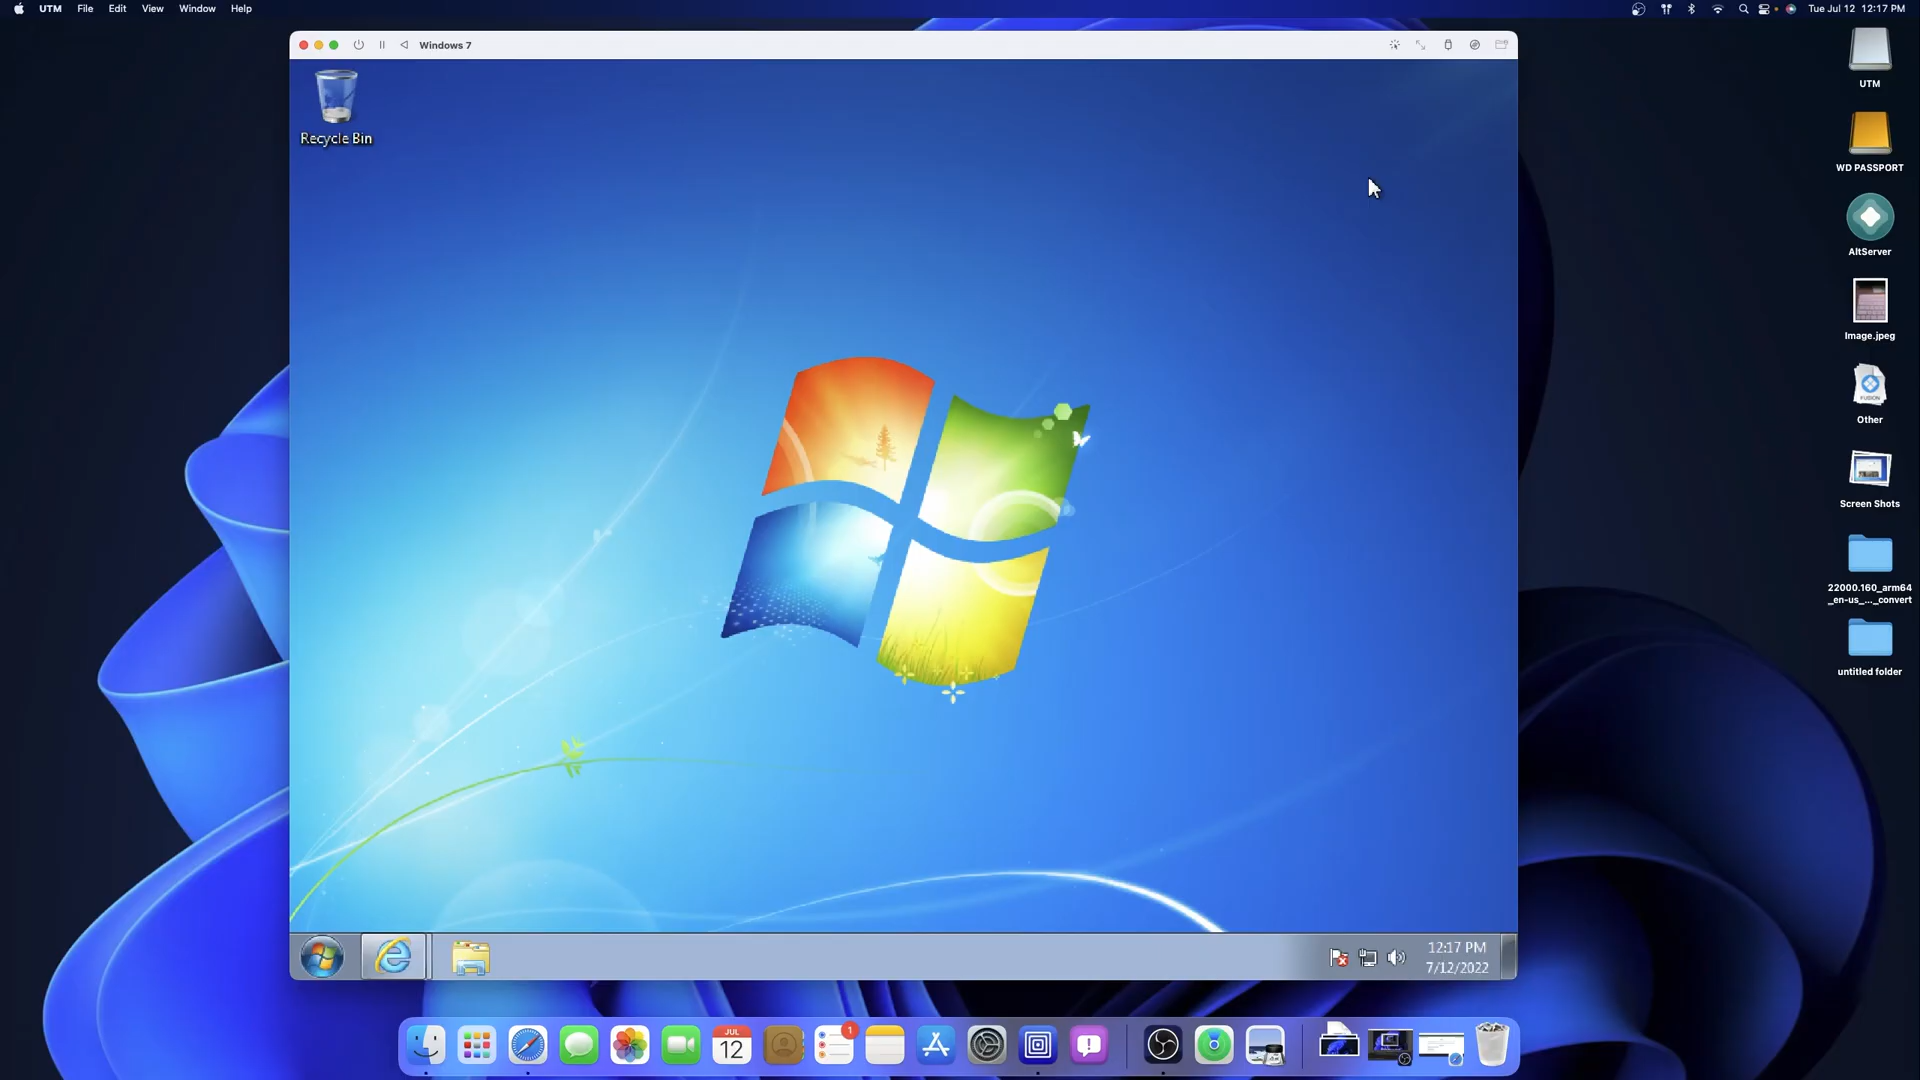 UTM File Edit View Window Help
Tue Jul 12 12:17 PM
Windows 7
Recycle Bin
UTM
WD PASSPORT
AltServer
Image.jpeg
FUSION
Other
Screen Shots
22000.160_arm64
_en-us_..._convert
untitled folder
12:17 PM
7/12/2022
JUL
12
1